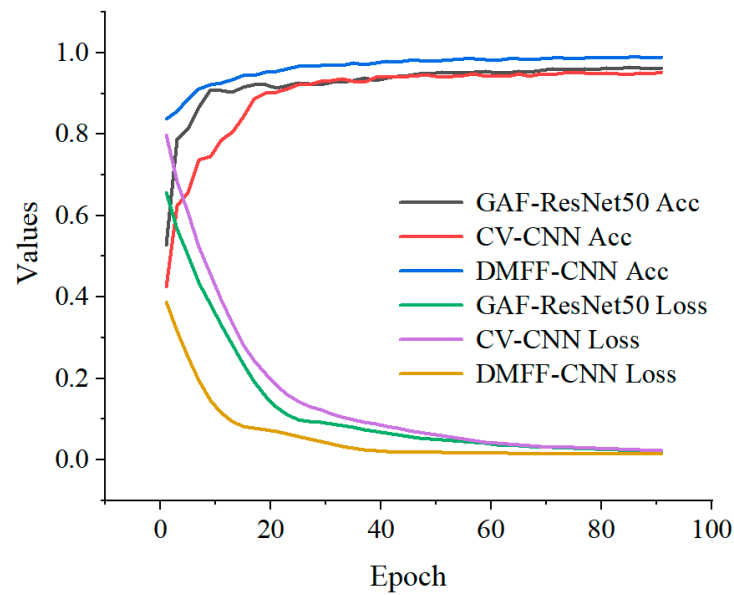 1.0
0.8
0.6
0.4
0.2
0.0
Values
GAF-ResNet50 Acc
CV-CNN Acc
DMFF-CNN Acc
GAF-ResNet50 Loss
CV-CNN Loss
DMFF-CNN Loss
0 20 40 60 80 100
Epoch